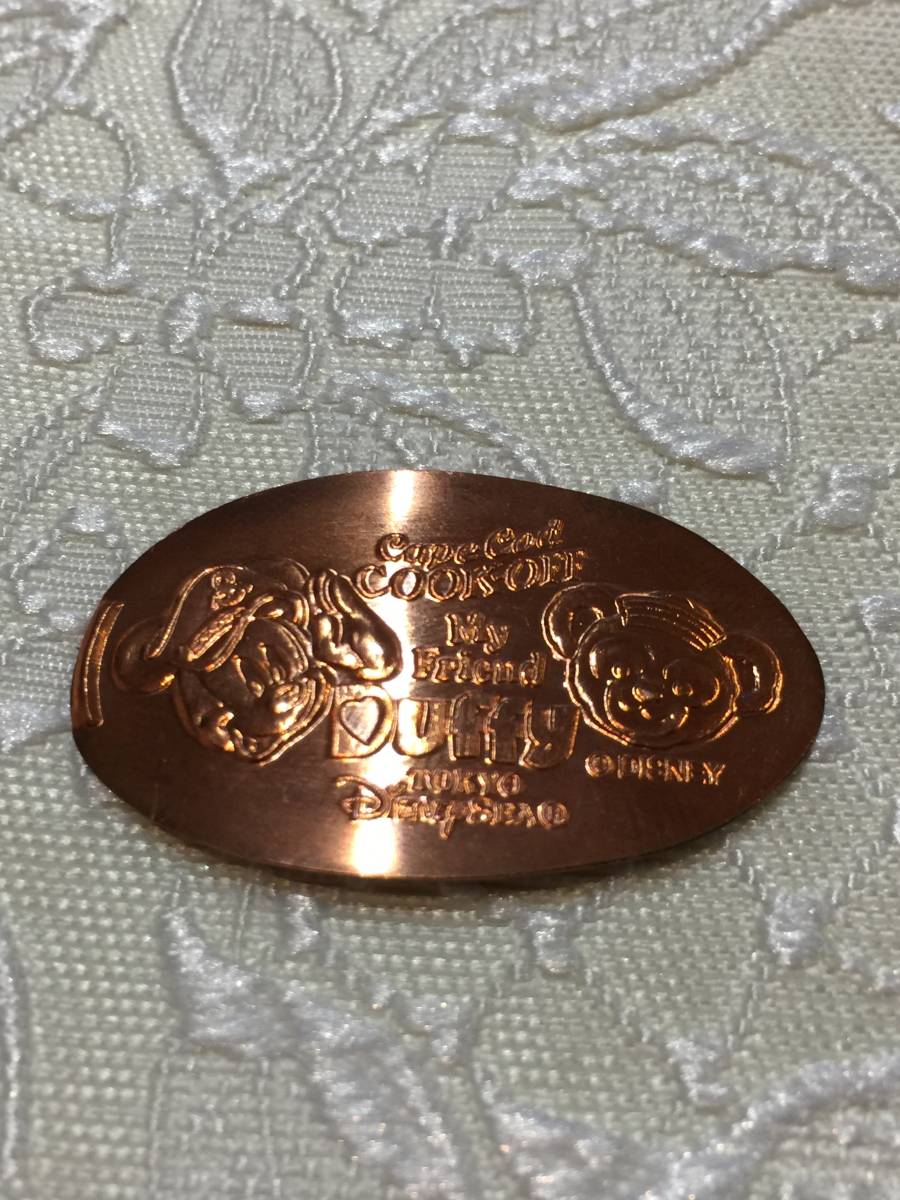 Cape Cod
COOK-OFF
My
Friend
Duffy
TOKYO
DisneySEA®
©DISNEY